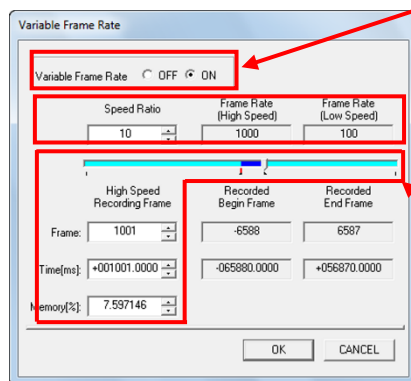 Variable Frame Rate
Variable Frame Rate OFF ON
Speed Ratio Frame Rate (High Speed) Frame Rate (Low Speed)
10 1000 100
High Speed Recording Frame Recorded Begin Frame Recorded End Frame
Frame: 1001 -6588 6587
Time[ms]: +001001.0000 -065880.0000 +056870.0000
Memory[%]: 7.597146
OK CANCEL